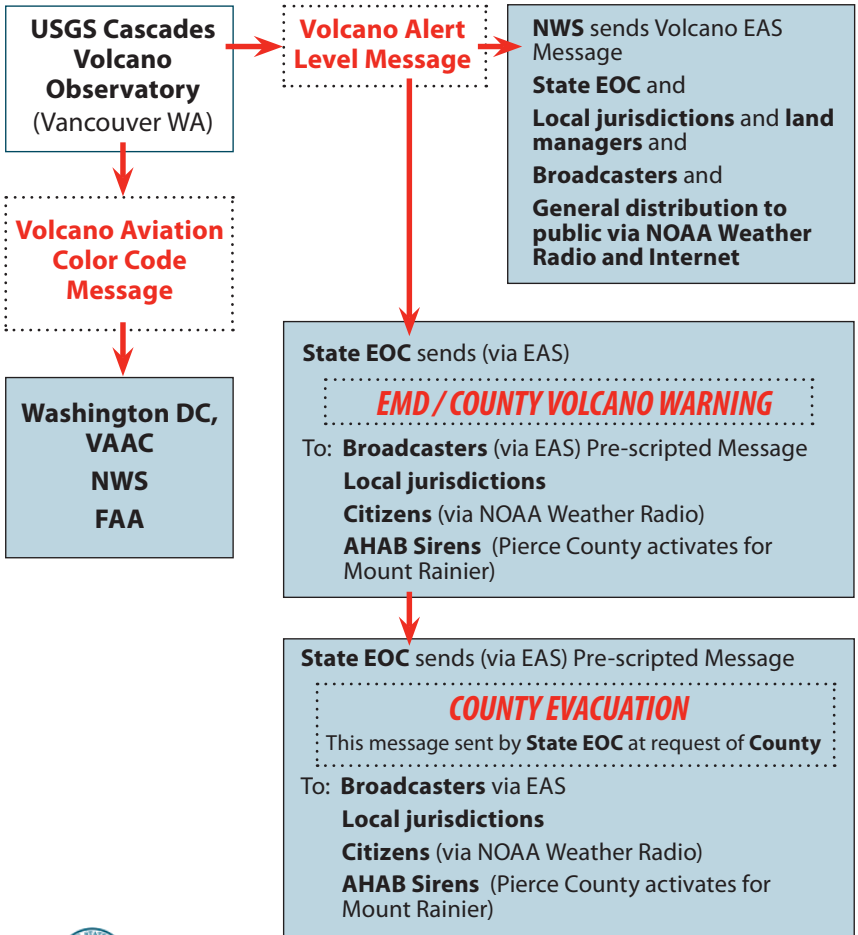 USGS Cascades
Volcano
Observatory
(Vancouver WA)
Volcano Alert
Level Message
NWS sends Volcano EAS
Message
State EOC and
Local jurisdictions and land
managers and
Broadcasters and
General distribution to
public via NOAA Weather
Radio and Internet
Volcano Aviation
Color Code
Message
Washington DC,
VAAC
NWS
FAA
State EOC sends (via EAS)
EMD / COUNTY VOLCANO WARNING
To: Broadcasters (via EAS) Pre-scripted Message
Local jurisdictions
Citizens (via NOAA Weather Radio)
AHAB Sirens (Pierce County activates for
Mount Rainier)
State EOC sends (via EAS) Pre-scripted Message
COUNTY EVACUATION
This message sent by State EOC at request of County
To: Broadcasters via EAS
Local jurisdictions
Citizens (via NOAA Weather Radio)
AHAB Sirens (Pierce County activates for
Mount Rainier)